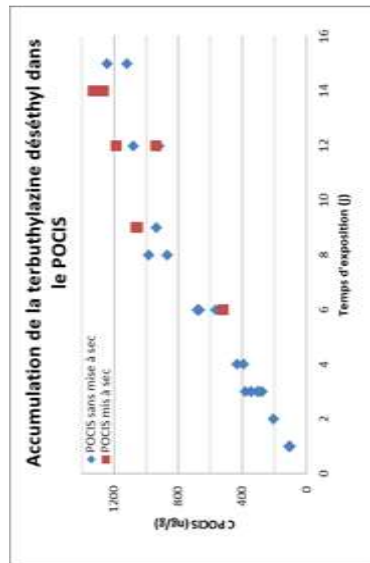 Accumulation de la terbuthylazine déséthyl dans
le POCIS
POCIS sans mise à sec
POCIS mis à sec
C POCIS (ng/g)
1200
800
400
0
0 2 4 6 8 10 12 14 16
Temps d'exposition (j)